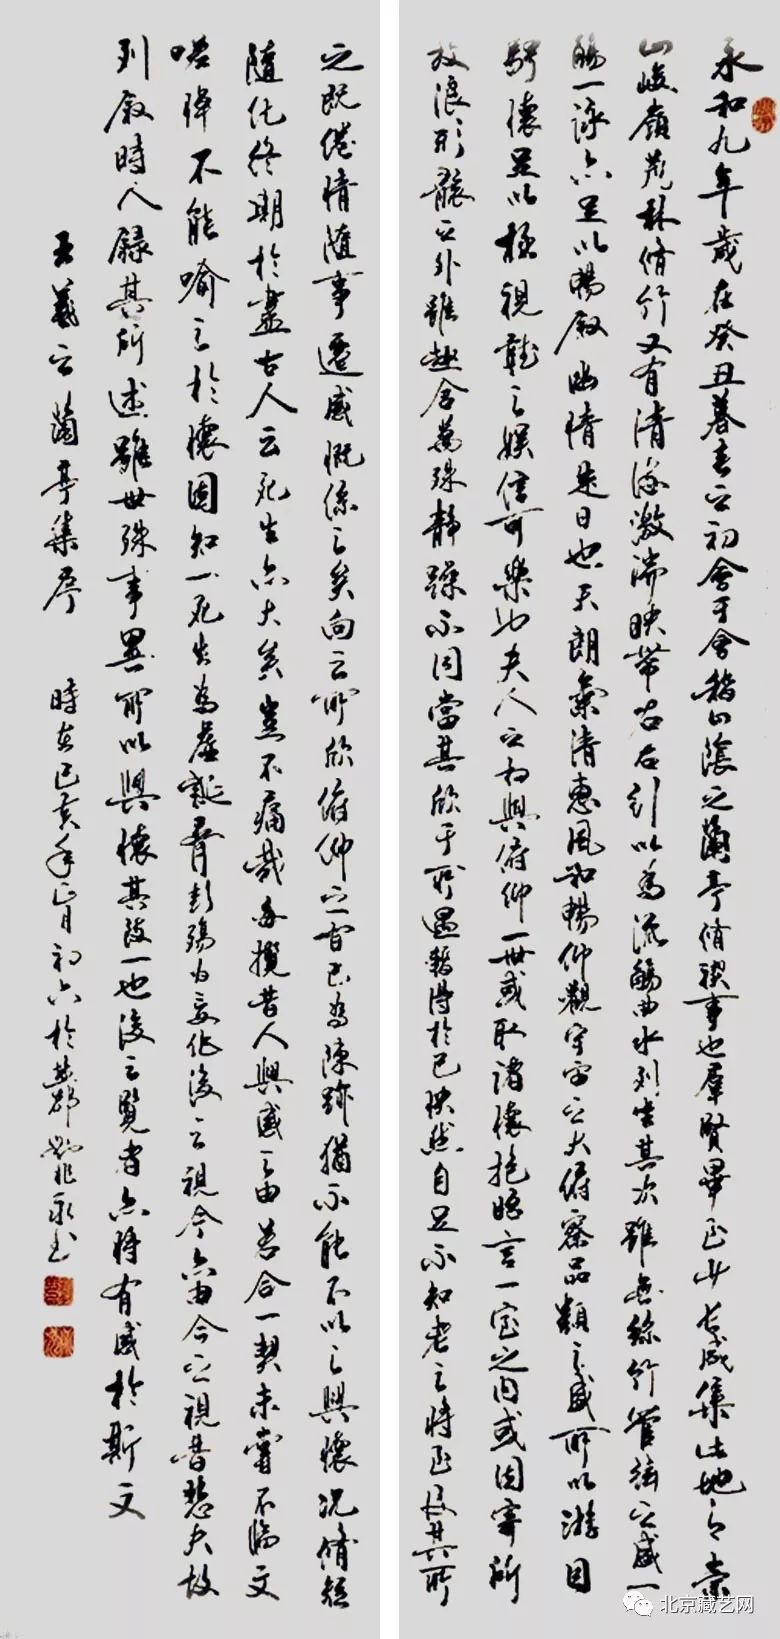 永和九年歲在癸丑暮春之初會于會稽山陰之蘭亭脩禊事也羣賢畢至少長咸集此地有崇
山峻嶺茂林脩竹又有清流激湍映帶左右引以為流觴曲水列坐其次雖無絲竹管弦之盛一
觴一詠亦足以暢叙幽情是日也天朗氣清惠風和暢仰觀宇宙之大俯察品類之盛所以游目
騁懷足以極視聽之娛信可樂也夫人之相與俯仰一世或取諸懷抱晤言一室之内或因寄所
放浪形骸之外雖趣舍萬殊靜躁不同當其欣于所遇暫得於己快然自足不知老之將至及其所
之既倦情隨事遷感慨係之矣向之所欣俯仰之間已為陳跡猶不能不以之興懷況脩短
隨化終期於盡古人云死生亦大矣豈不痛哉每攬昔人興感之由若合一契未嘗不臨文
嗟悼不能喻之於懷固知一死生為虛誕齊彭殤為妄作後之視今亦由今之視昔悲夫故
列叙時人錄其所述雖世殊事異所以興懷其致一也後之覽者亦將有感於斯文
王羲之蘭亭集序 時在己亥年正月初六於 永书
北京藏艺网